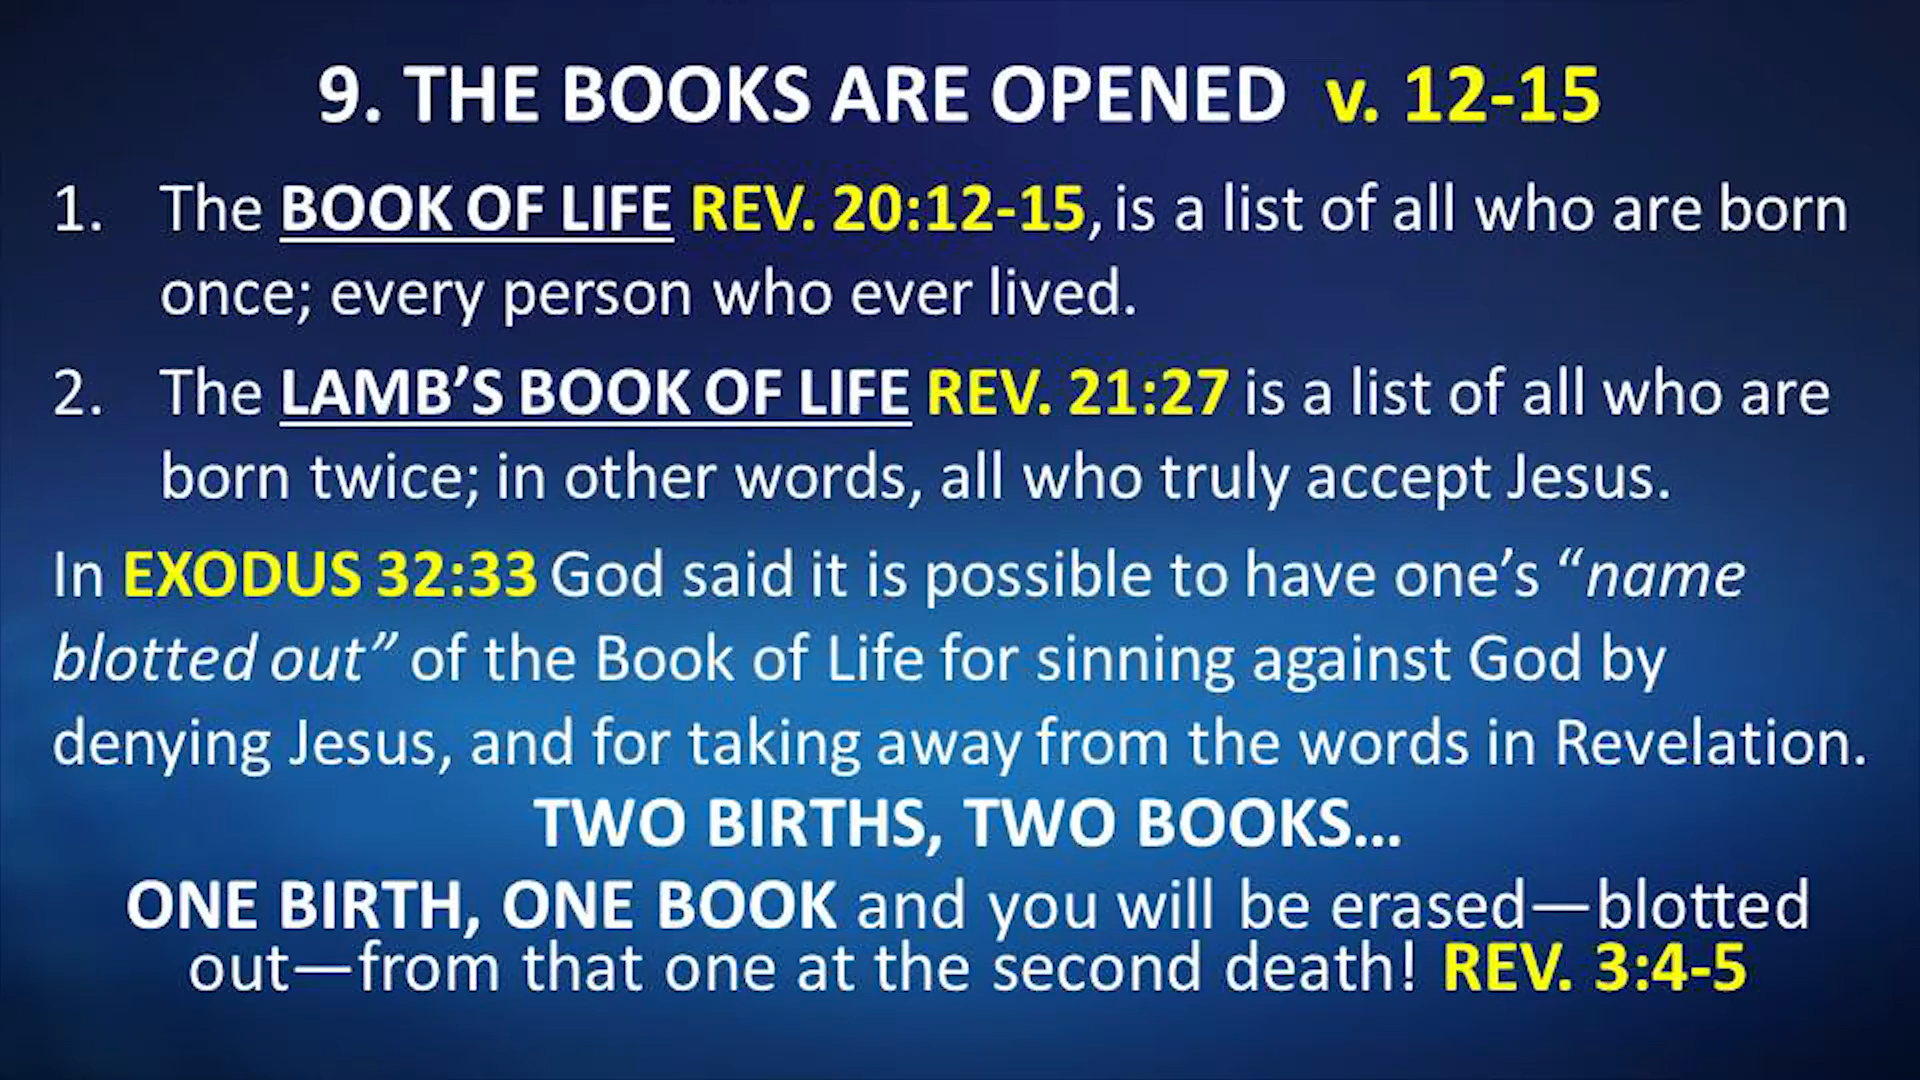 9. THE BOOKS ARE OPENED v. 12-15
1. The BOOK OF LIFE REV. 20:12-15, is a list of all who are born
once; every person who ever lived.
2. The LAMB’S BOOK OF LIFE REV. 21:27 is a list of all who are
born twice; in other words, all who truly accept Jesus.
In EXODUS 32:33 God said it is possible to have one’s “name
blotted out” of the Book of Life for sinning against God by
denying Jesus, and for taking away from the words in Revelation.
TWO BIRTHS, TWO BOOKS…
ONE BIRTH, ONE BOOK and you will be erased—blotted
out—from that one at the second death! REV. 3:4-5